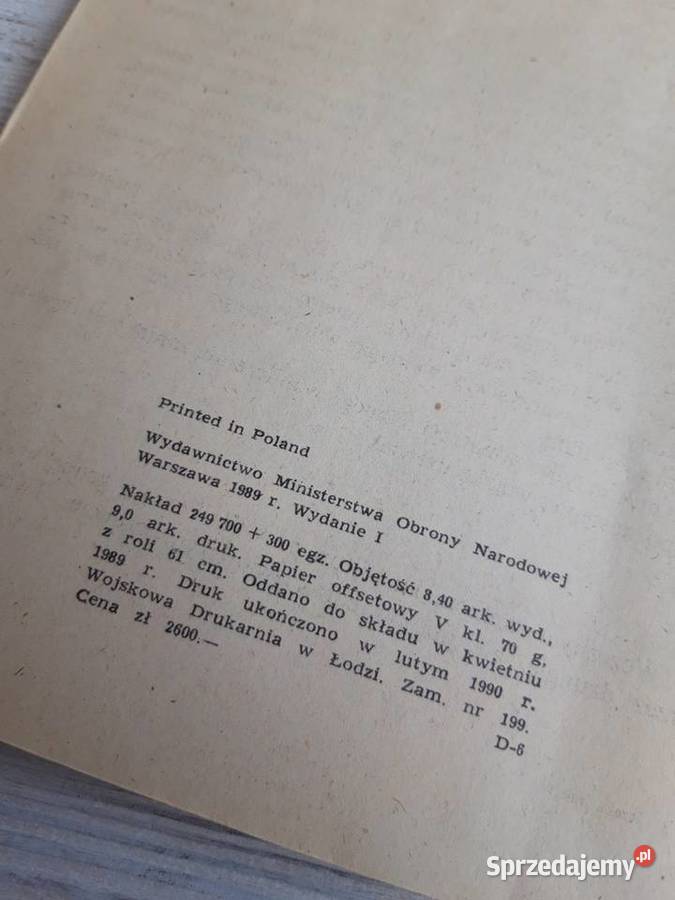 Printed in Poland
Wydawnictwo Ministerstwa Obrony Narodowej
Warszawa 1989 r. Wydanie I
Nakład 249 700 + 300 egz. Objętość 8,40 ark. wyd.,
9,0 ark. druk. Papier offsetowy V kl. 70 g,
z roli 61 cm. Oddano do składu w kwietniu
1989 r. Druk ukończono w lutym 1990 r.
Wojskowa Drukarnia w Łodzi. Zam. nr 199.
Cena zł 2600.—
D-6
Sprzedajemy.pl